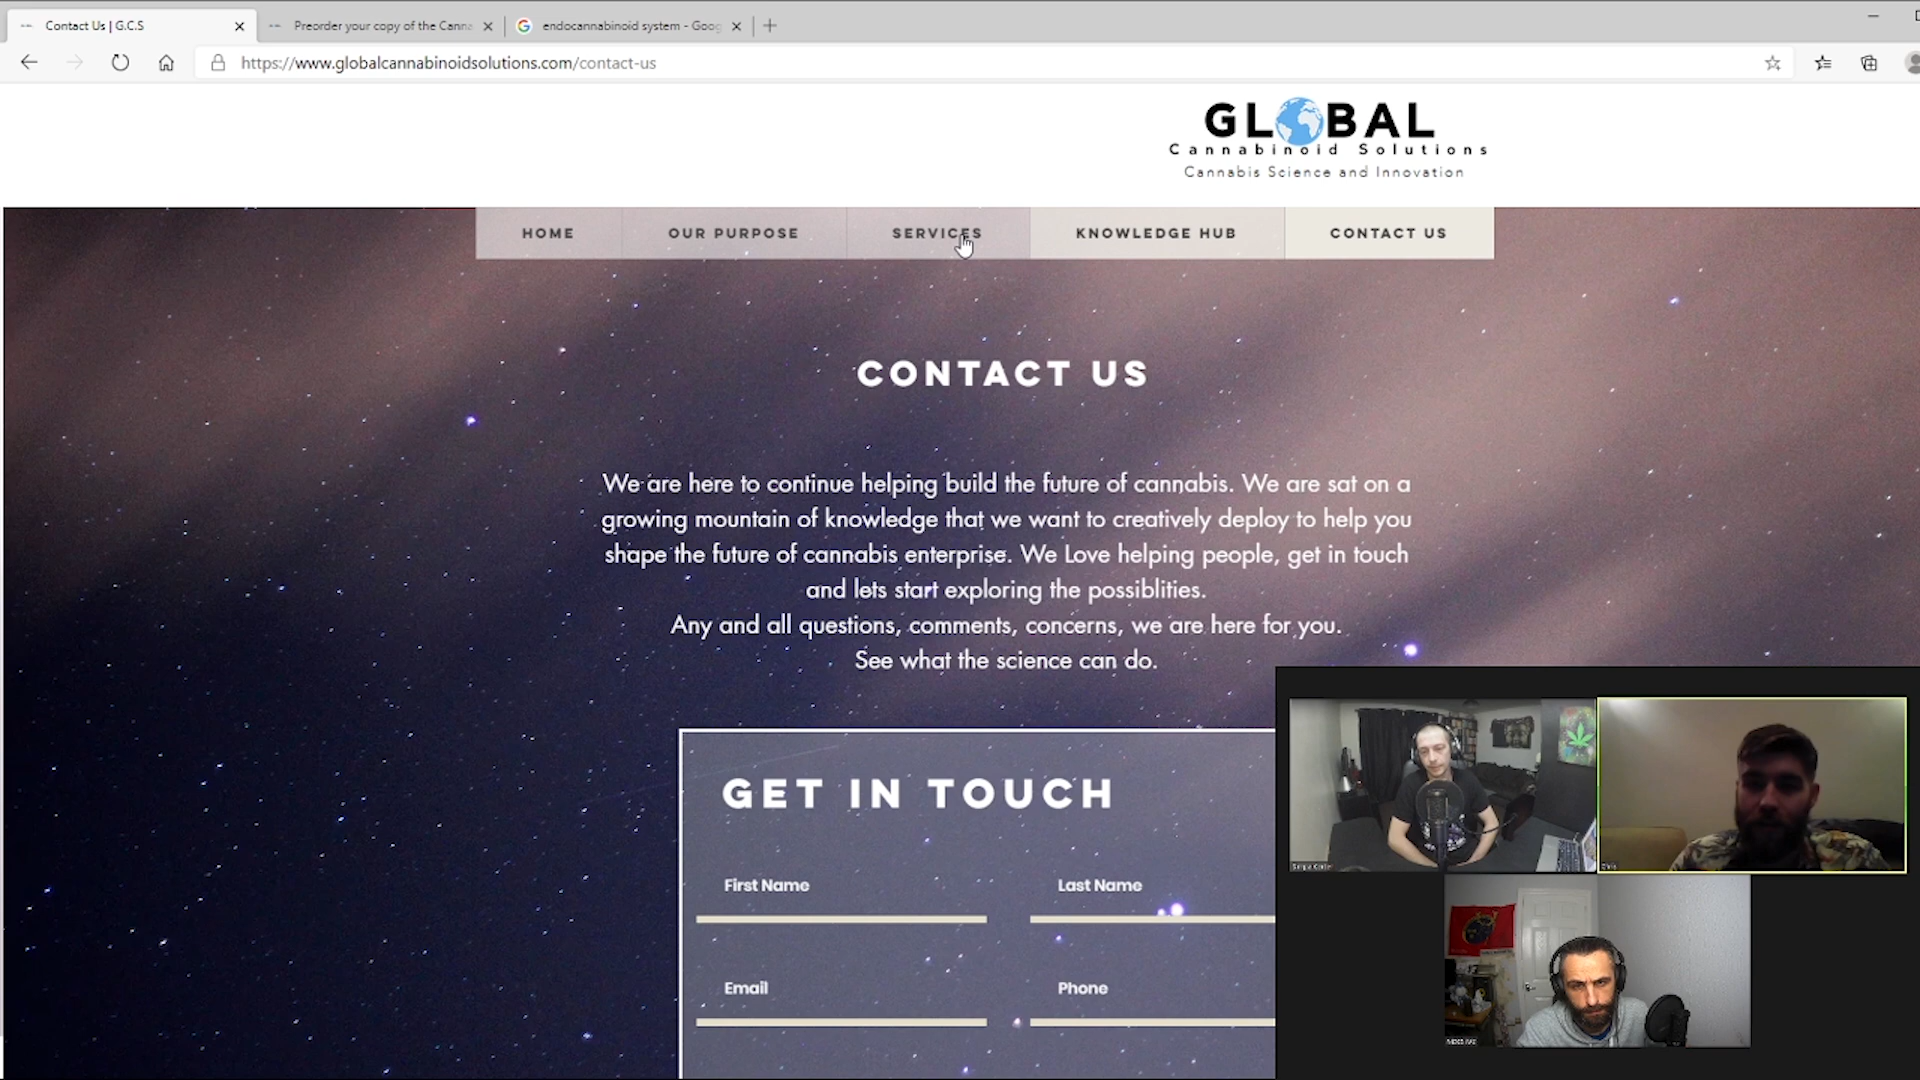 Contact Us | G.C.S
Preorder your copy of the Canna
endocannabinoid system - Goog
https://www.globalcannabinoidsolutions.com/contact-us
GLOBAL
Cannabinoid Solutions
Cannabis Science and Innovation
HOME
OUR PURPOSE
SERVICES
KNOWLEDGE HUB
CONTACT US
CONTACT US
We are here to continue helping build the future of cannabis. We are sat on a
growing mountain of knowledge that we want to creatively deploy to help you
shape the future of cannabis enterprise. We Love helping people, get in touch
and lets start exploring the possiblities.
Any and all questions, comments, concerns, we are here for you.
See what the science can do.
GET IN TOUCH
First Name
Last Name
Email
Phone
Chris